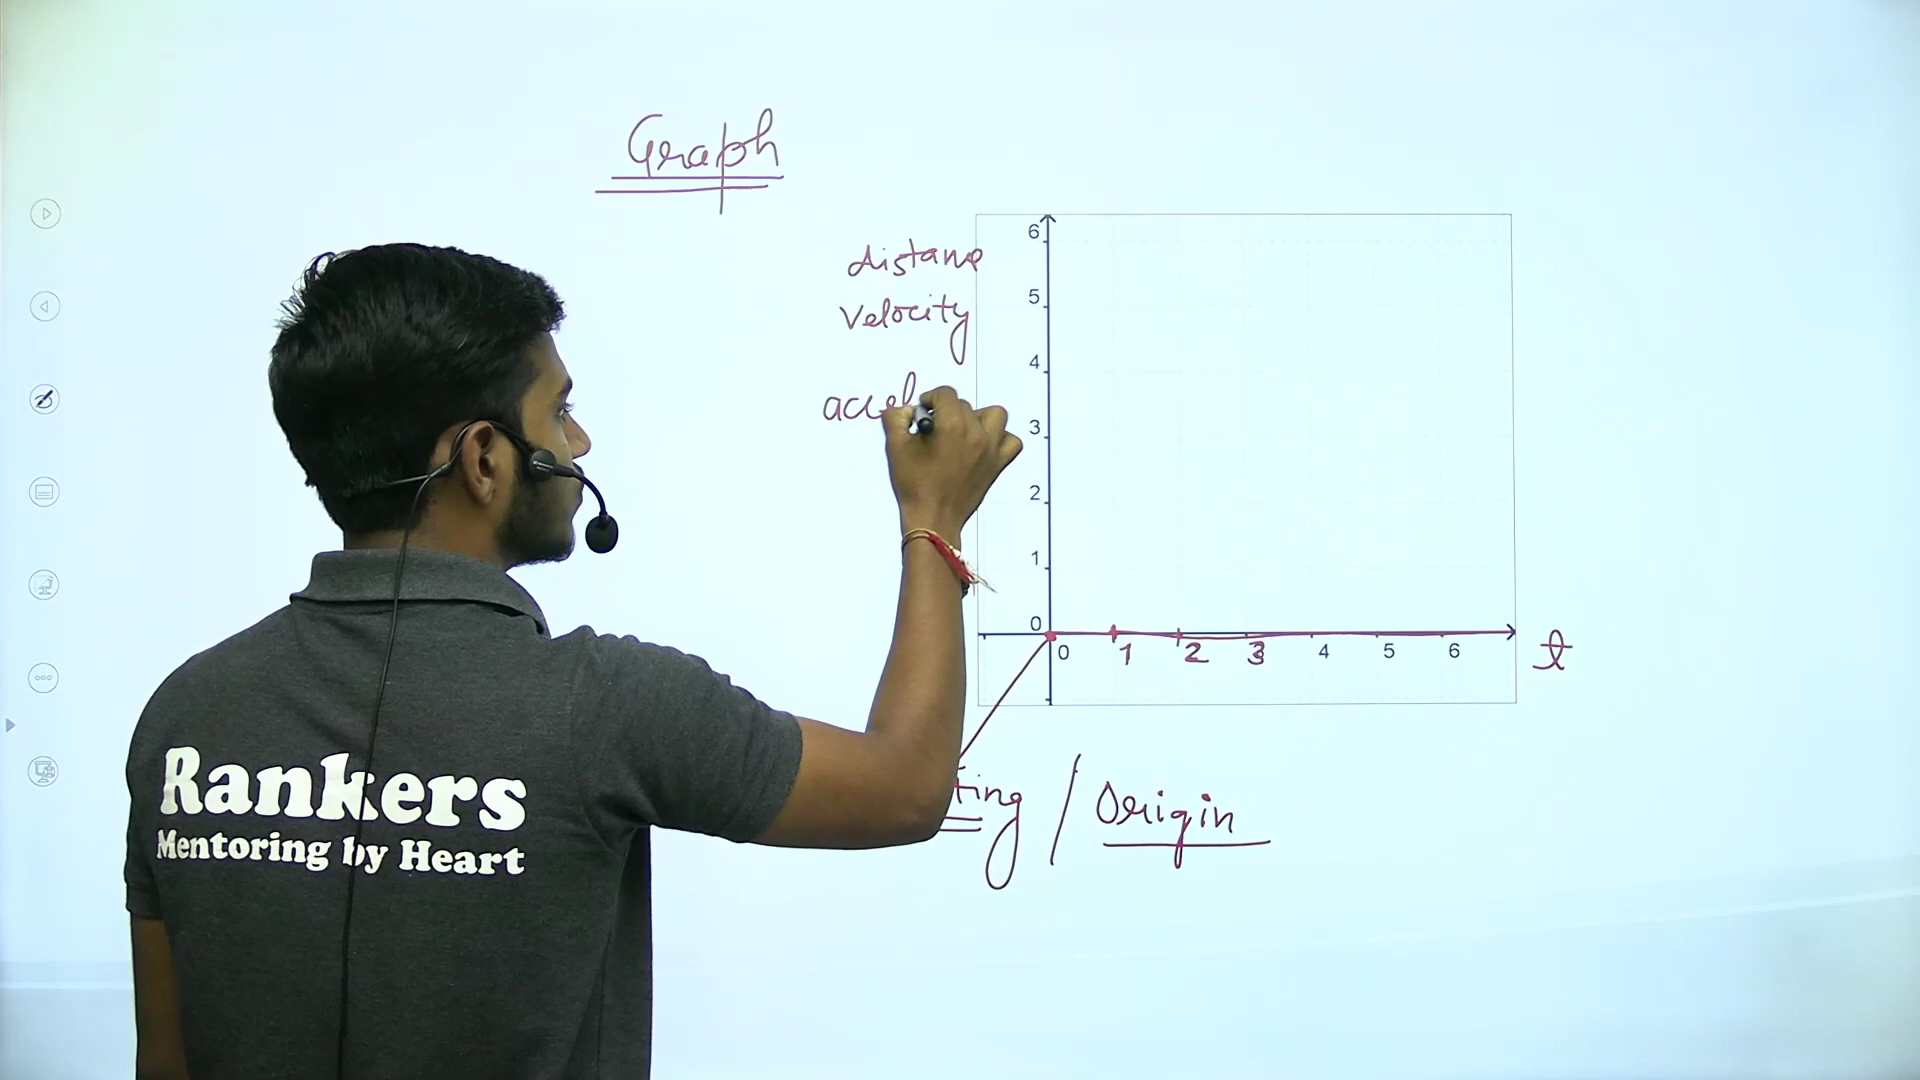 Graph
distance
velocity
accel
6
5
4
3
2
1
0
0 1 2 3 4 5 6 t
ting / Origin
Rankers
Mentoring by Heart